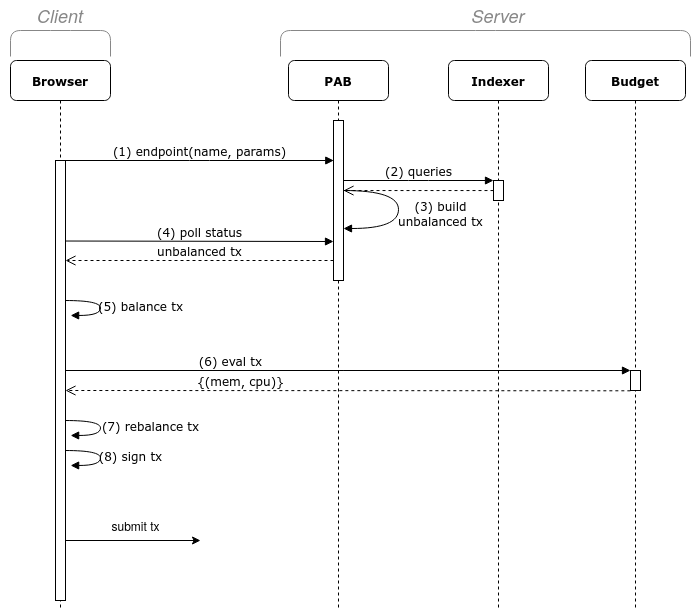 Client
Server
Browser
PAB
Indexer
Budget
(1) endpoint(name, params)
(2) queries
(3) build
unbalanced tx
(4) poll status
unbalanced tx
(5) balance tx
(6) eval tx
{(mem, cpu)}
(7) rebalance tx
(8) sign tx
submit tx